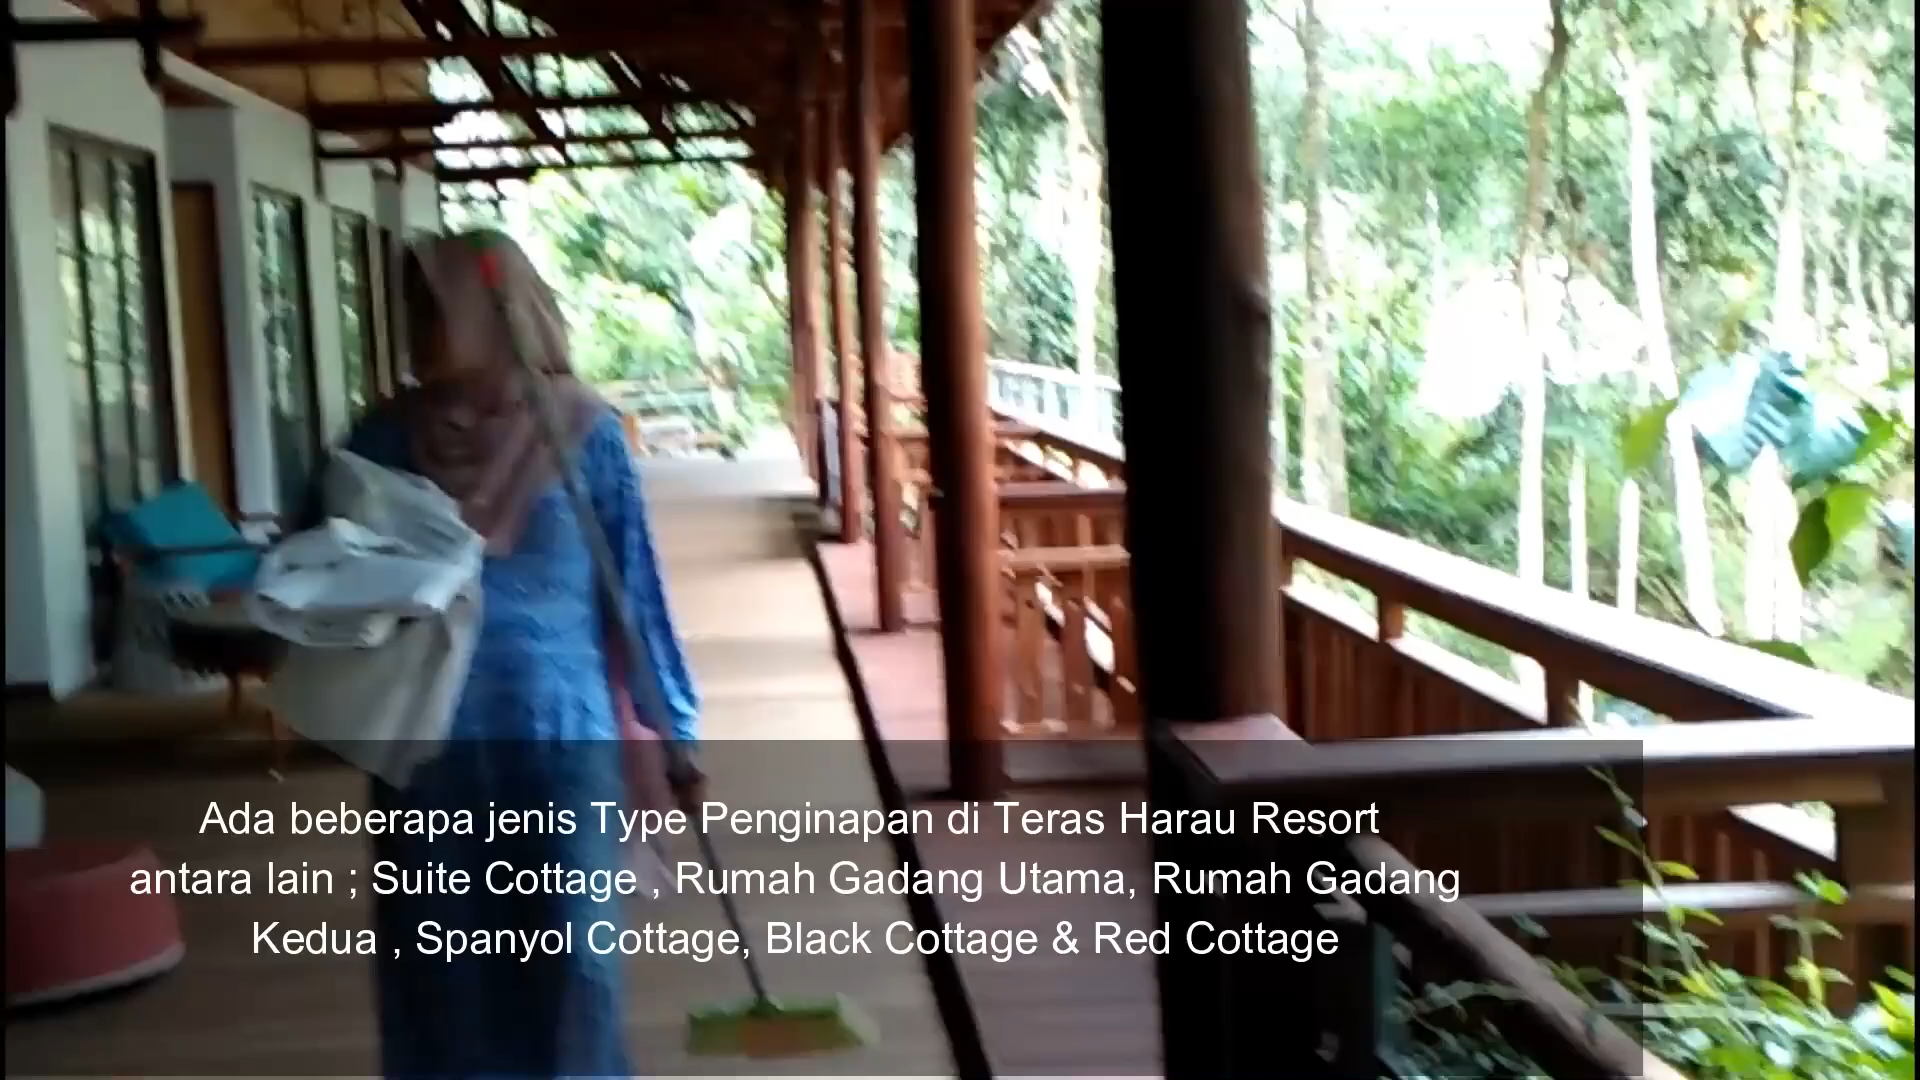 Ada beberapa jenis Type Penginapan di Teras Harau Resort
antara lain ; Suite Cottage , Rumah Gadang Utama, Rumah Gadang
Kedua , Spanyol Cottage, Black Cottage & Red Cottage